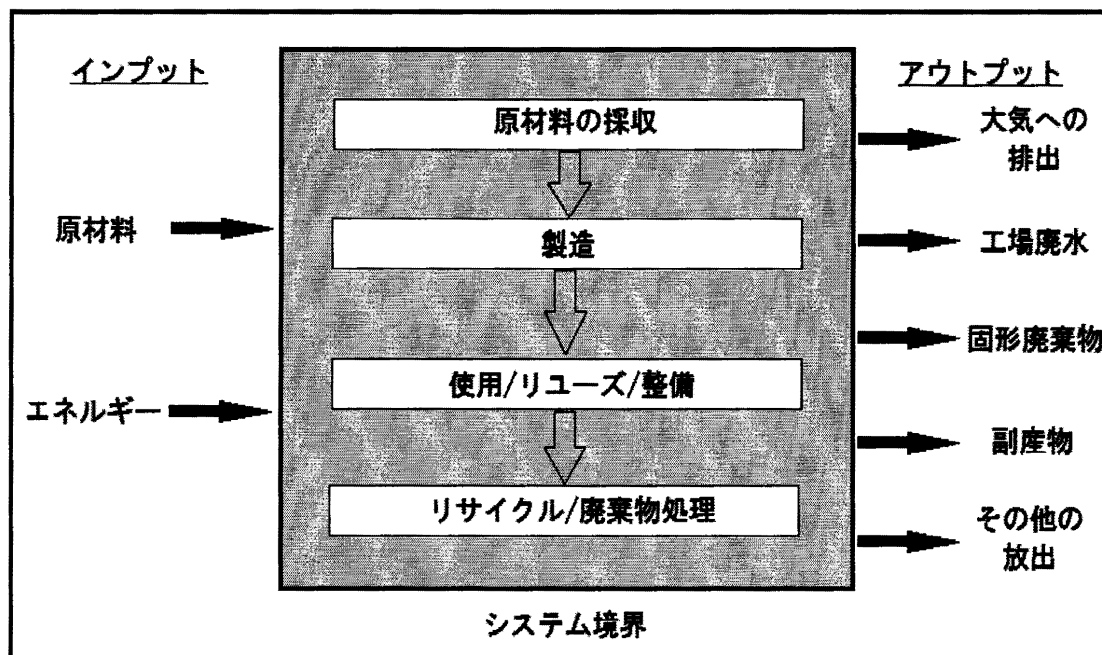 インプット
原材料
エネルギー
原材料の採収
製造
使用/リユーズ/整備
リサイクル/廃棄物処理
システム境界
アウトプット
大気への
排出
工場廃水
固形廃棄物
副産物
その他の
放出